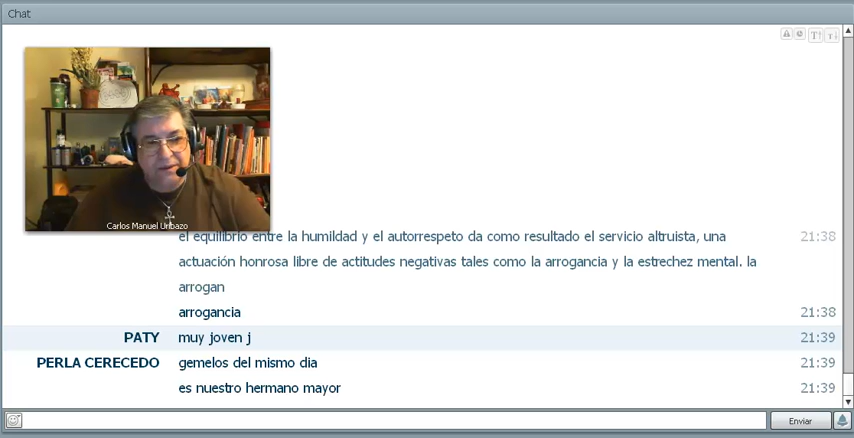 Chat
T↑ T↓
Carlos Manuel Uribazo
el equilibrio entre la humildad y el autorrespeto da como resultado el servicio altruista, una 21:38
actuación honrosa libre de actitudes negativas tales como la arrogancia y la estrechez mental. la
arrogan
arrogancia 21:38
PATY muy joven j 21:39
PERLA CERECEDO gemelos del mismo dia 21:39
es nuestro hermano mayor 21:39
Enviar